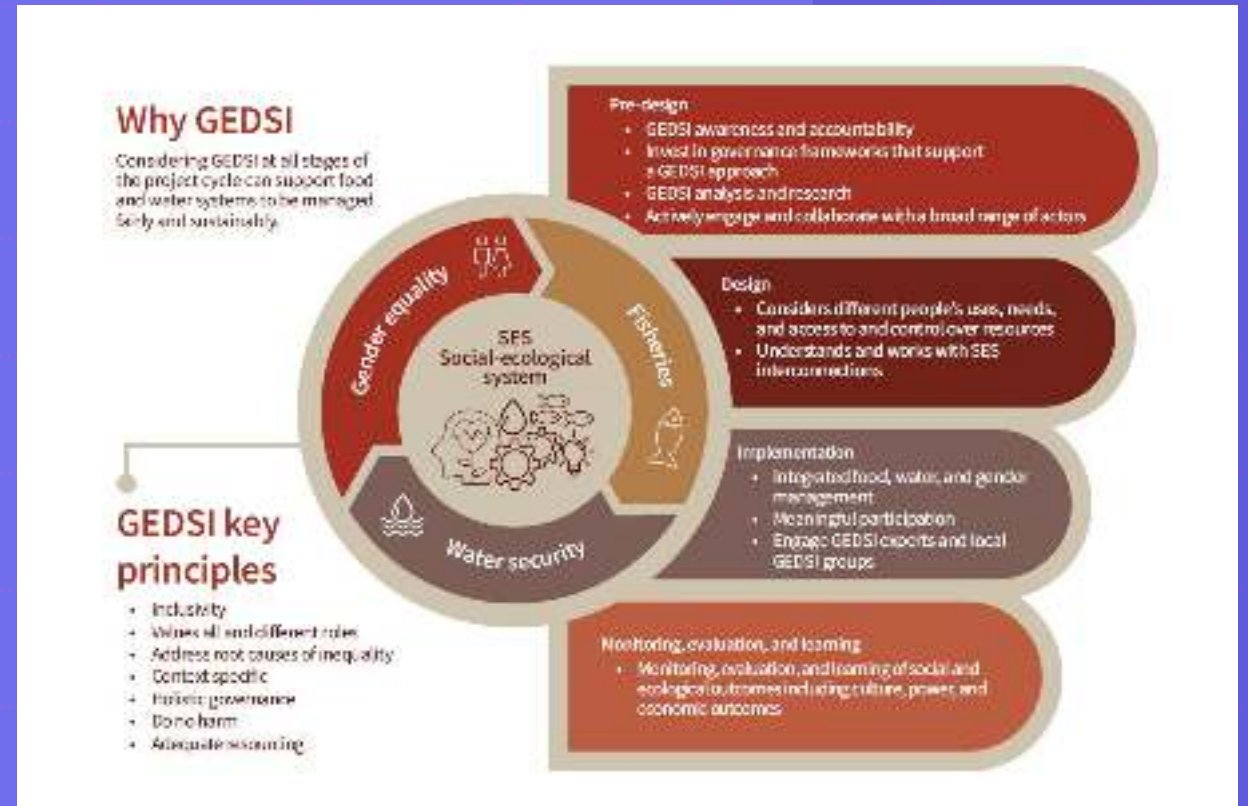 Why GEDSI
Considering GEDSI at all stages of
the project cycle can support food
and water systems to be managed
fairly and sustainably.
GEDSI key
principles
• Inclusivity
• Values all and different roles
• Address root causes of inequality
• Context specific
• Holistic governance
• Do no harm
• Adequate resourcing
Gender equality
Fisheries
Water security
SES
Social-ecological
system
Pre-design
• GEDSI awareness and accountability
• Invest in governance frameworks that support
a GEDSI approach
• GEDSI analysis and research
• Actively engage and collaborate with a broad range of actors
Design
• Considers different people's uses, needs,
and access to and control over resources
• Understands and works with SES
interconnections
Implementation
• Integrated food, water, and gender
management
• Meaningful participation
• Engage GEDSI experts and local
GEDSI groups
Monitoring, evaluation, and learning
• Monitoring, evaluation, and learning of social and
ecological outcomes including culture, power, and
economic outcomes